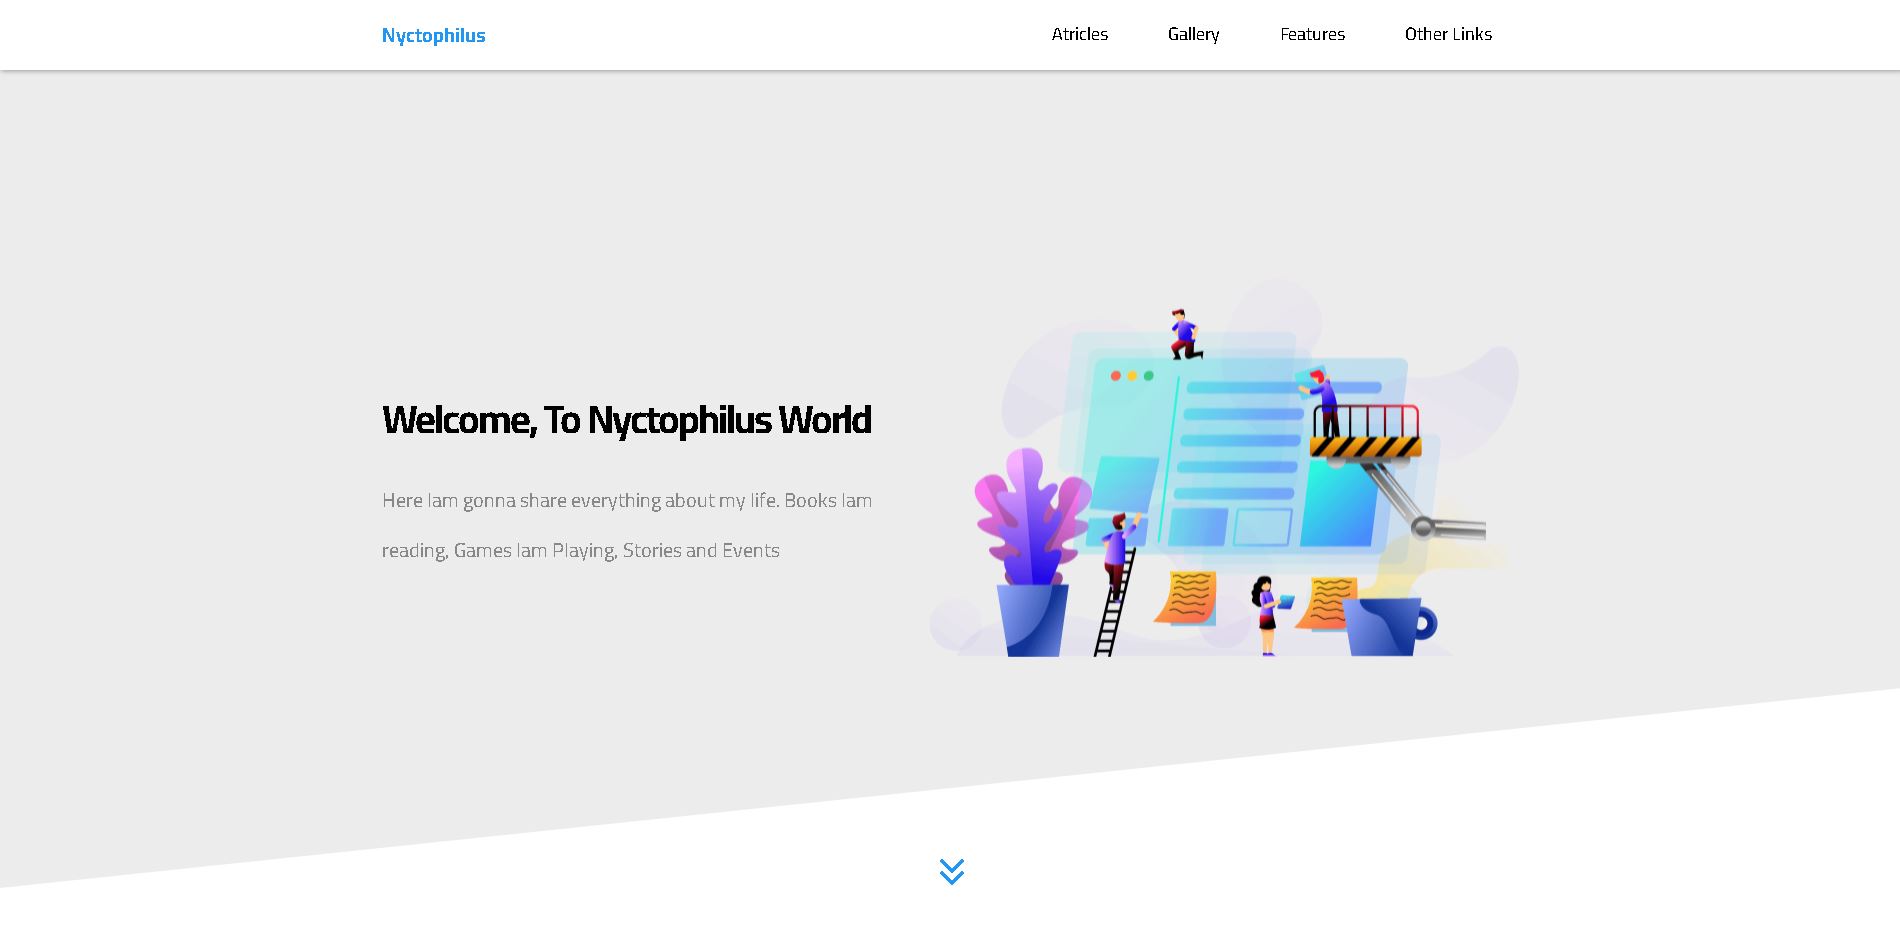 Nyctophilus
Atricles
Gallery
Features
Other Links
Welcome, To Nyctophilus World
Here Iam gonna share everything about my life. Books Iam
reading, Games Iam Playing, Stories and Events